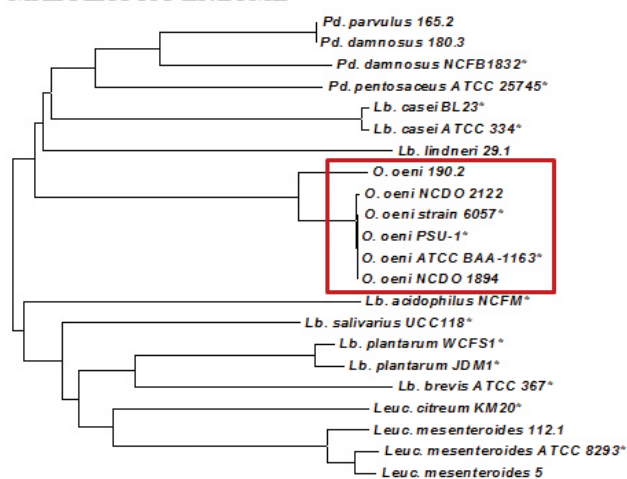 Pd. parvulus 165.2
Pd. damnosus 180.3
Pd. damnosus NCFB1832*
Pd. pentosaceus ATCC 25745*
Lb. casei BL23*
Lb. casei ATCC 334*
Lb. lindneri 29.1
O. oeni 190.2
O. oeni NCDO 2122
O. oeni strain 6057*
O. oeni PSU-1*
O. oeni ATCC BAA-1163*
O. oeni NCDO 1894
Lb. acidophilus NCFM*
Lb. salivarius UCC118*
Lb. plantarum WCFS1*
Lb. plantarum JDM1*
Lb. brevis ATCC 367*
Leuc. citreum KM20*
Leuc. mesenteroides 112.1
Leuc. mesenteroides ATCC 8293*
Leuc. mesenteroides 5